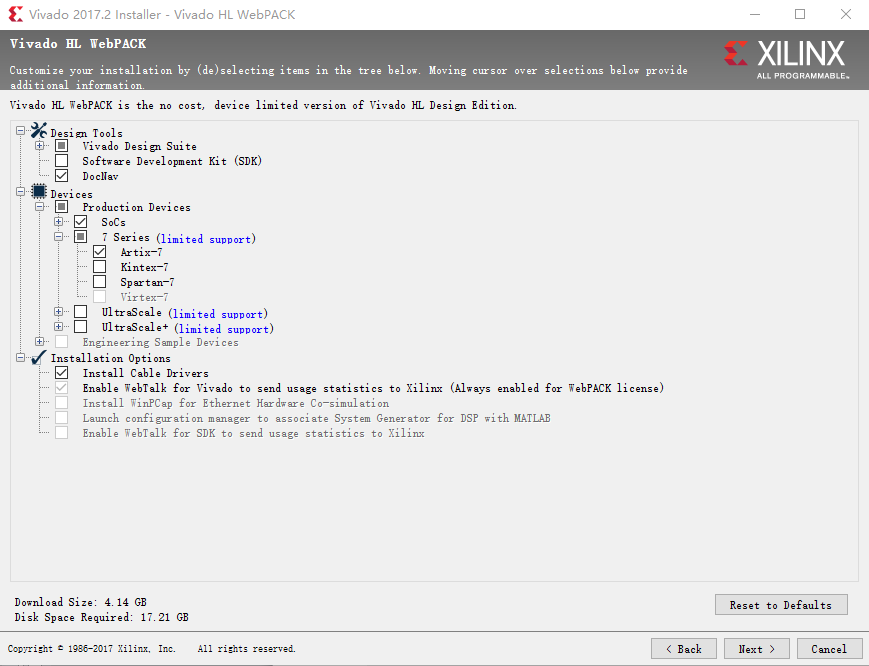 Vivado 2017.2 Installer - Vivado HL WebPACK
Vivado HL WebPACK
Customize your installation by (de)selecting items in the tree below. Moving cursor over selections below provide
additional information.
XILINX
ALL PROGRAMMABLE™
Vivado HL WebPACK is the no cost, device limited version of Vivado HL Design Edition.
Design Tools
Vivado Design Suite
Software Development Kit (SDK)
DocNav
Devices
Production Devices
SoCs
7 Series (limited support)
Artix-7
Kintex-7
Spartan-7
Virtex-7
UltraScale (limited support)
UltraScale+ (limited support)
Engineering Sample Devices
Installation Options
Install Cable Drivers
Enable WebTalk for Vivado to send usage statistics to Xilinx (Always enabled for WebPACK license)
Install WinPCap for Ethernet Hardware Co-simulation
Launch configuration manager to associate System Generator for DSP with MATLAB
Enable WebTalk for SDK to send usage statistics to Xilinx
Download Size: 4.14 GB
Disk Space Required: 17.21 GB
Reset to Defaults
Copyright © 1986-2017 Xilinx, Inc. All rights reserved.
< Back
Next >
Cancel